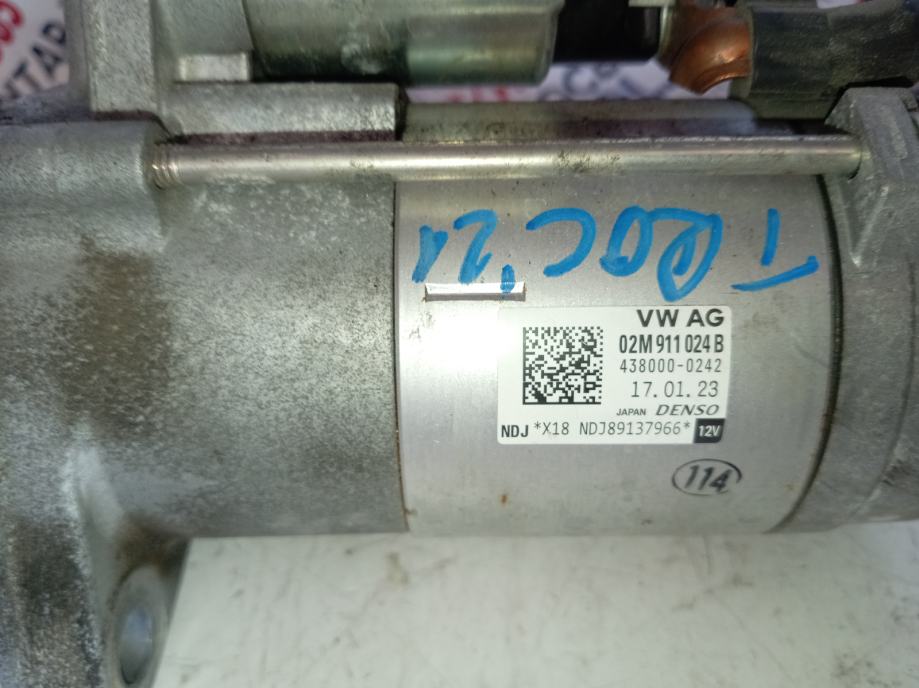 T ROC '21
VW AG
02M 911 024 B
438000-0242
17.01.23
JAPAN DENSO
NDJ *X18 NDJ89137966* 12V
114